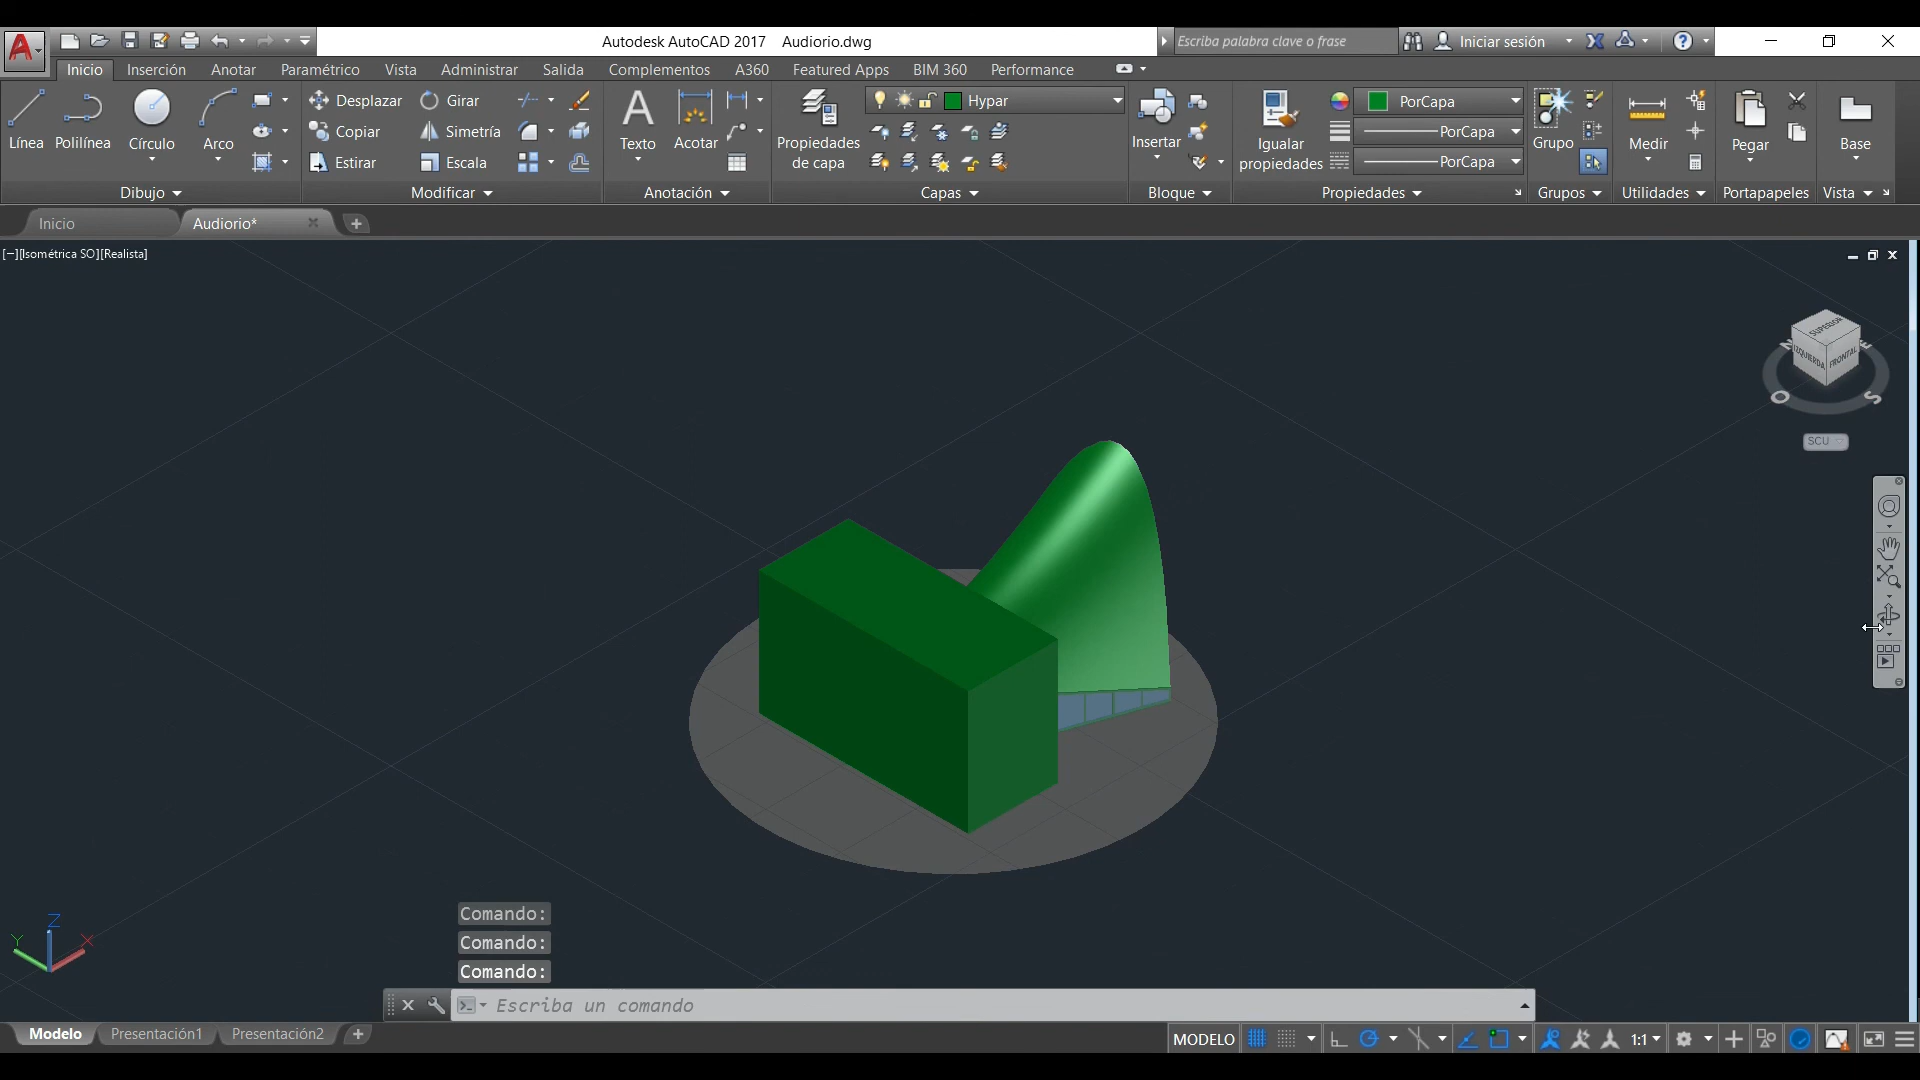 Autodesk AutoCAD 2017 Audiorio.dwg
Escriba palabra clave o frase
Iniciar sesión
Inicio Inserción Anotar Paramétrico Vista Administrar Salida Complementos A360 Featured Apps BIM 360 Performance
Línea Polilínea Círculo Arco
Desplazar Girar
Copiar Simetría
Estirar Escala
Texto Acotar
Propiedades de capa
Hypar
Insertar
Igualar propiedades
PorCapa
PorCapa
PorCapa
Grupo
Medir
Pegar
Base
Dibujo Modificar Anotación Capas Bloque Propiedades Grupos Utilidades Portapapeles Vista
Inicio Audiorio*
[−][Isométrica SO][Realista]
SUPERIOR
IZQUIERDA FRONTAL
N E
O S
SCU
Z
Y X
Comando:
Comando:
Comando:
Escriba un comando
Modelo Presentación1 Presentación2
MODELO 1:1